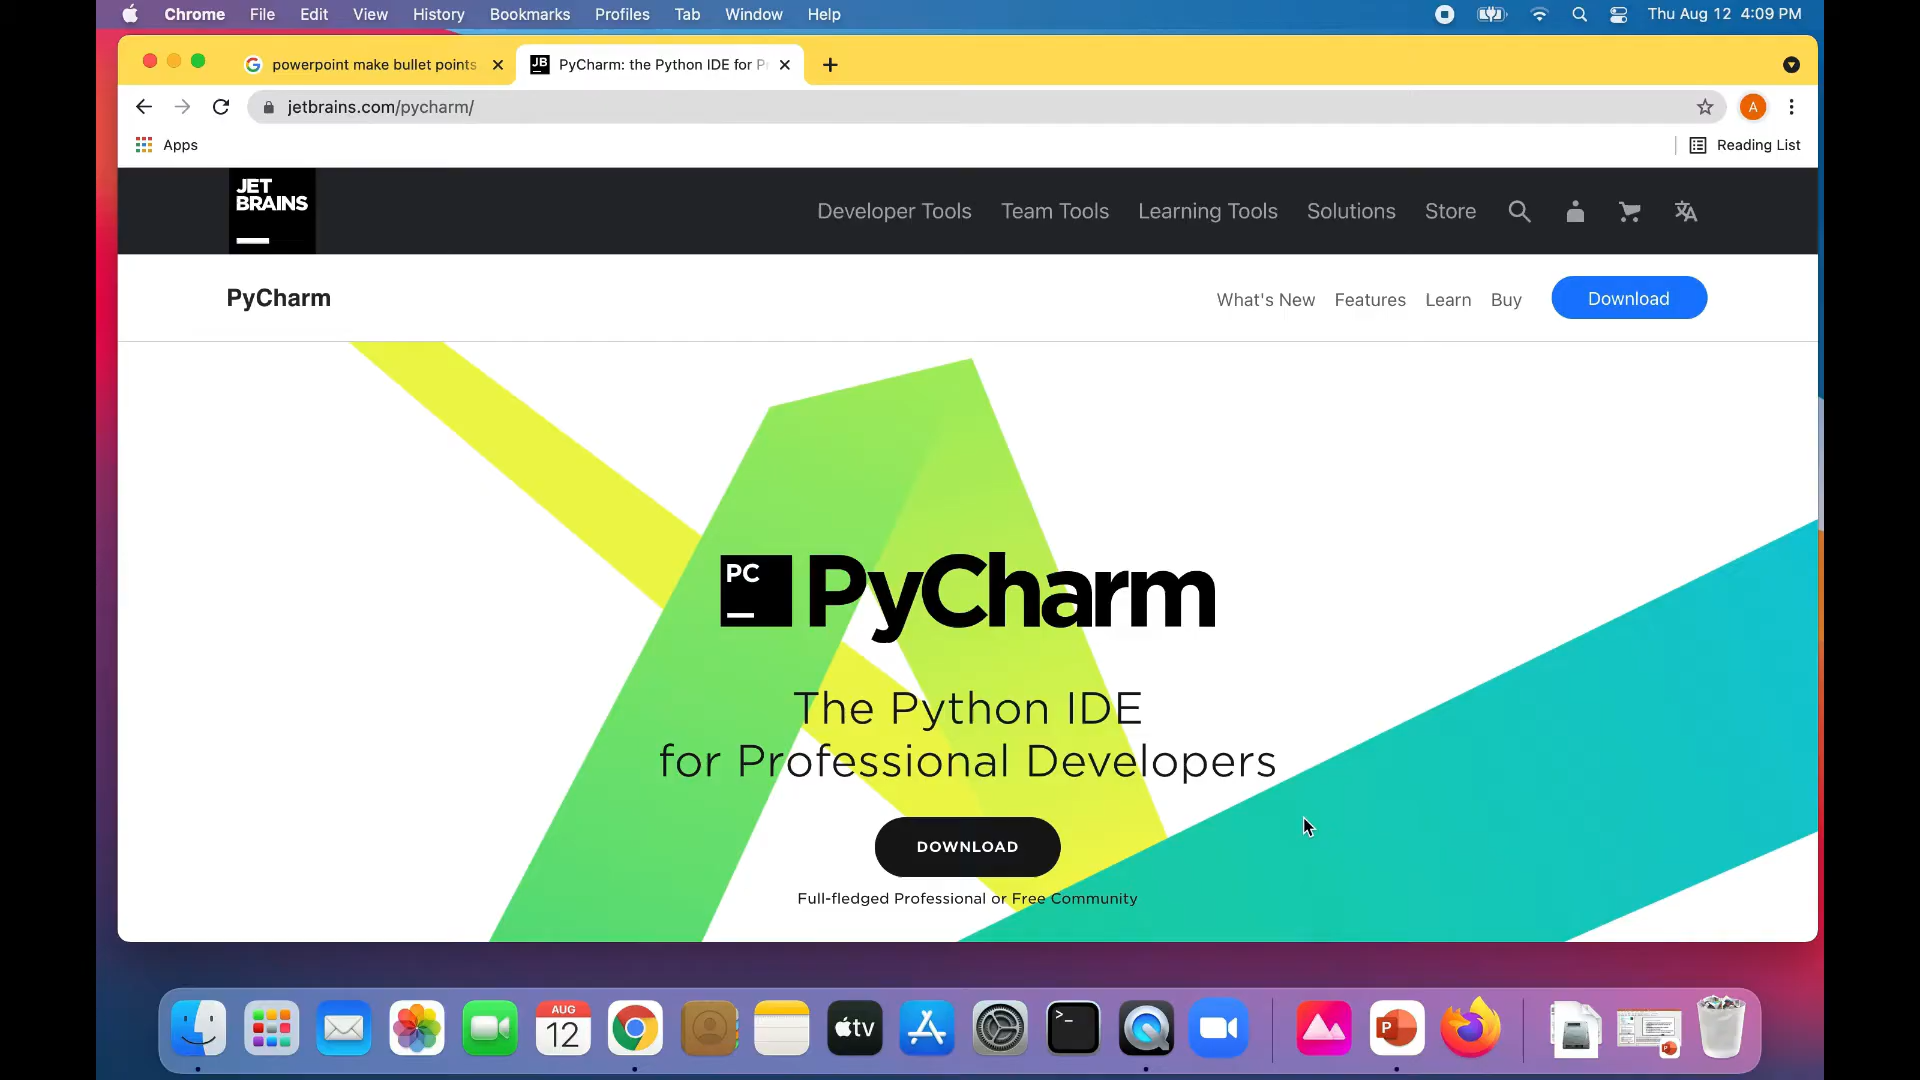 Chrome File Edit View History Bookmarks Profiles Tab Window Help Thu Aug 12 4:09 PM
powerpoint make bullet points JB PyCharm: the Python IDE for P
jetbrains.com/pycharm/ A
Apps Reading List
JET
BRAINS
Developer Tools Team Tools Learning Tools Solutions Store
PyCharm What's New Features Learn Buy Download
PC PyCharm
The Python IDE
for Professional Developers
DOWNLOAD
Full-fledged Professional or Free Community
AUG
12
tv
>_
P